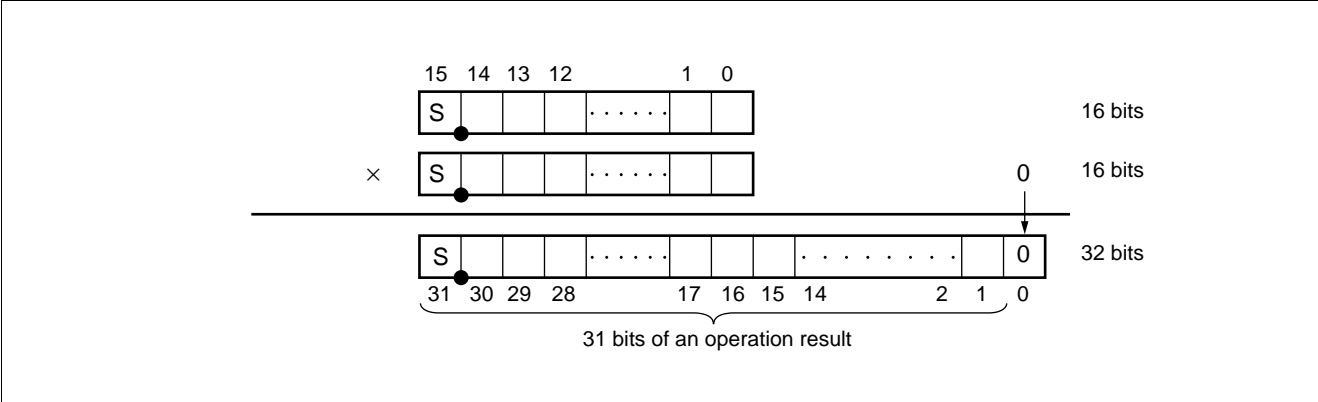 15 14 13 12 1 0
S ······ 16 bits
× S ······ 0 16 bits
S ······ ········ 0 32 bits
31 30 29 28 17 16 15 14 2 1 0
31 bits of an operation result